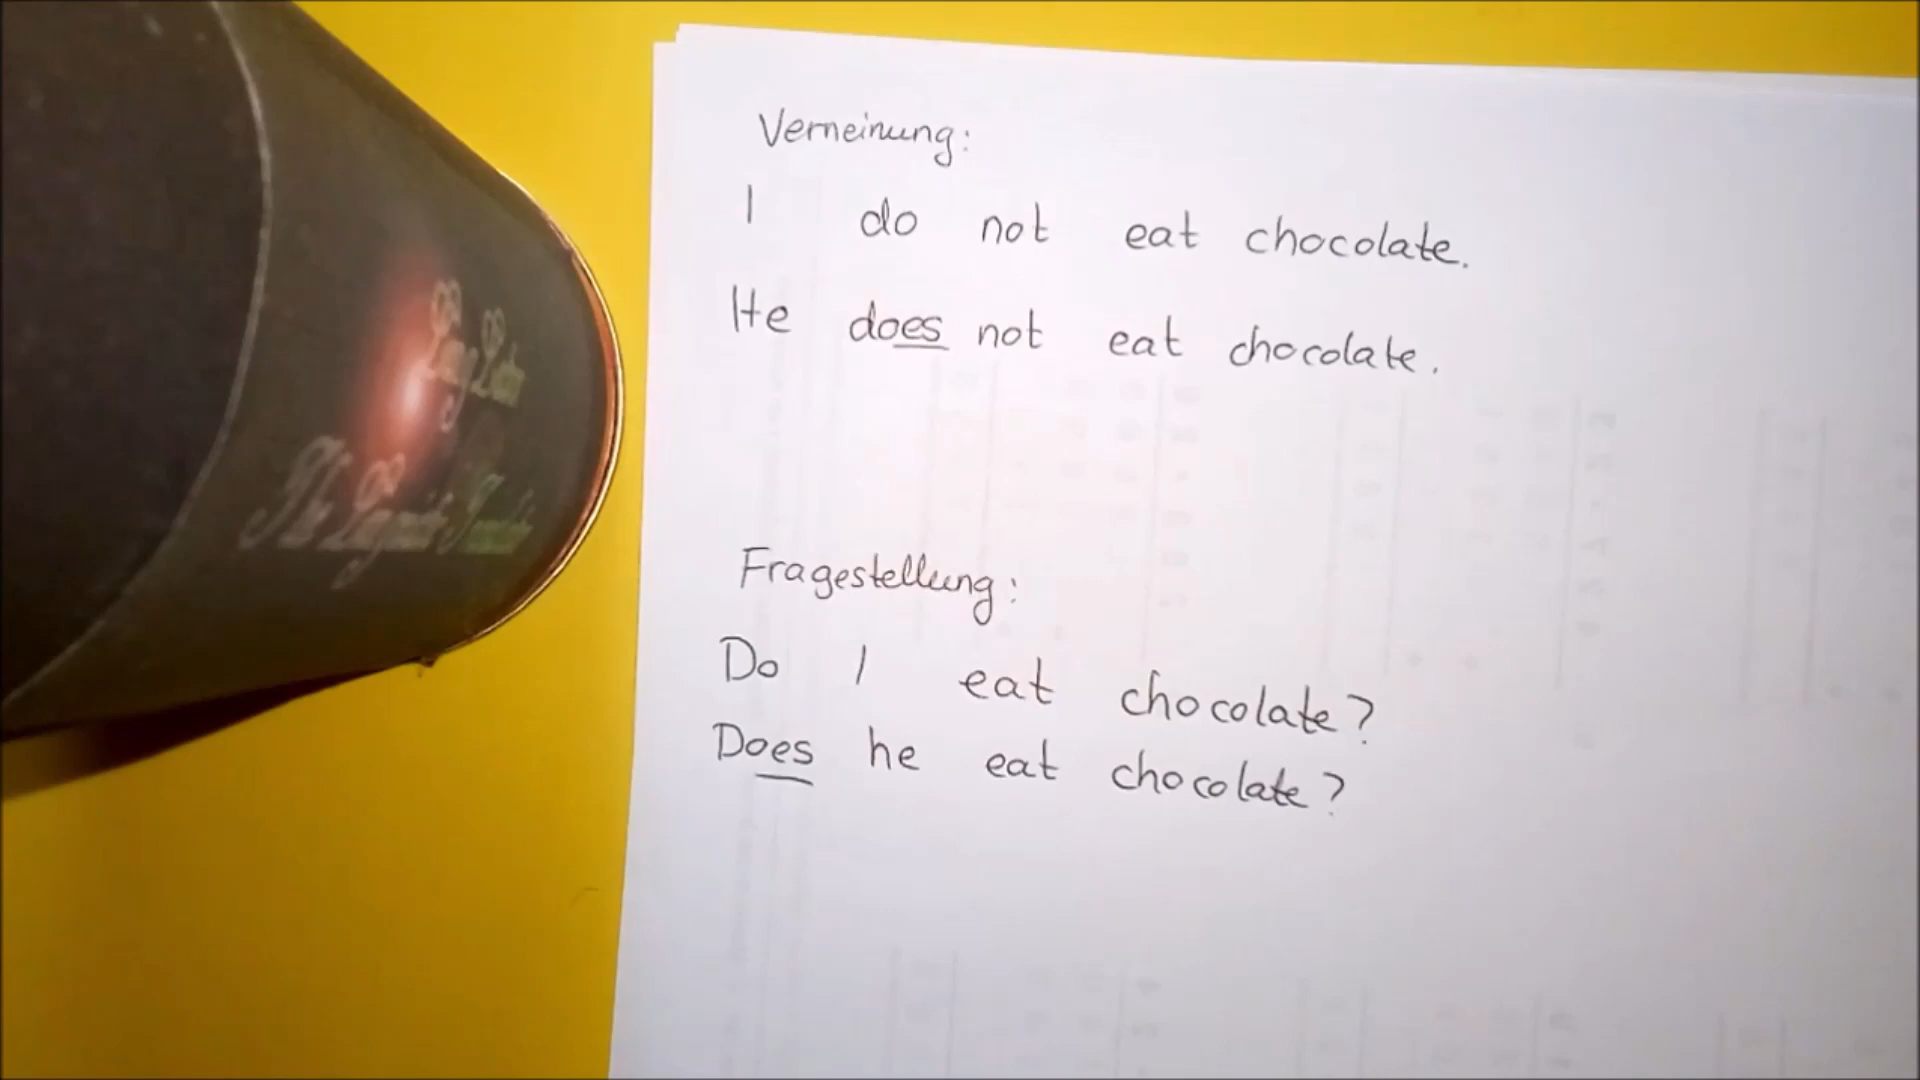 Verneinung:
I do not eat chocolate.
He does not eat chocolate.
Fragestellung:
Do I eat chocolate?
Does he eat chocolate?